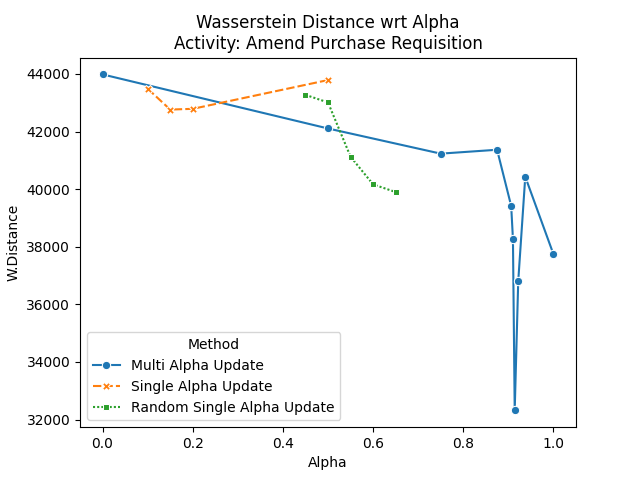 Wasserstein Distance wrt Alpha
Activity: Amend Purchase Requisition
44000
42000
40000
38000
36000
34000
32000
W.Distance
Method
Multi Alpha Update
Single Alpha Update
Random Single Alpha Update
0.0 0.2 0.4 0.6 0.8 1.0
Alpha